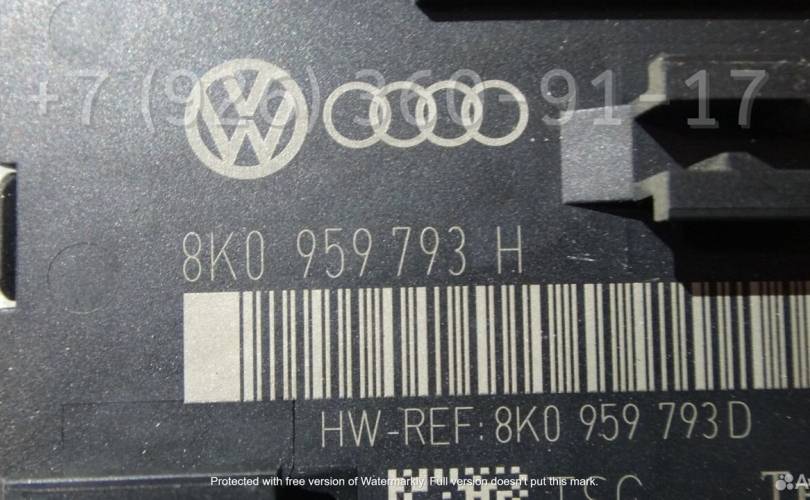 +7 (926) 360-91 17
8K0 959 793 H
HW-REF: 8K0 959 793D
Protected with free version of Watermarkly. Full version doesn't put this mark.